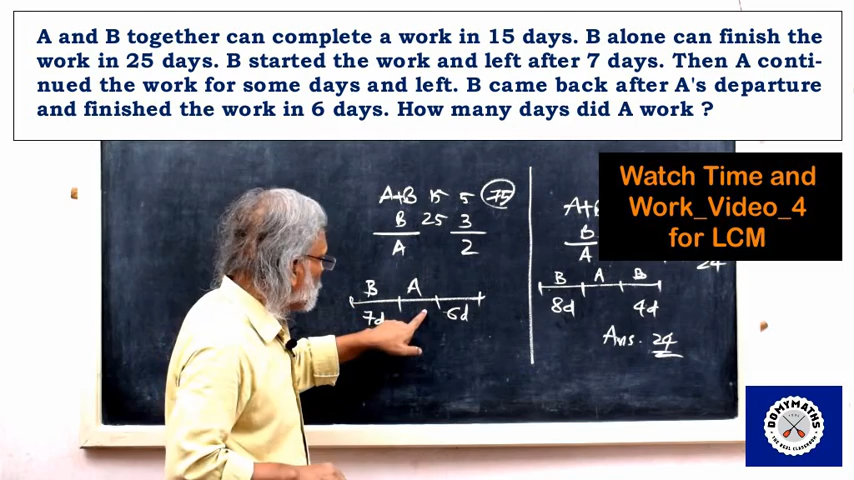 A and B together can complete a work in 15 days. B alone can finish the
work in 25 days. B started the work and left after 7 days. Then A conti-
nued the work for some days and left. B came back after A's departure
and finished the work in 6 days. How many days did A work ?
Watch Time and
Work_Video_4
for LCM
A+B 15 5 75
B 25 3
A 2
B A
7d 6d
A+B
B
A
24
B A B
8d 4d
Ans. 24
DOMYMATHS